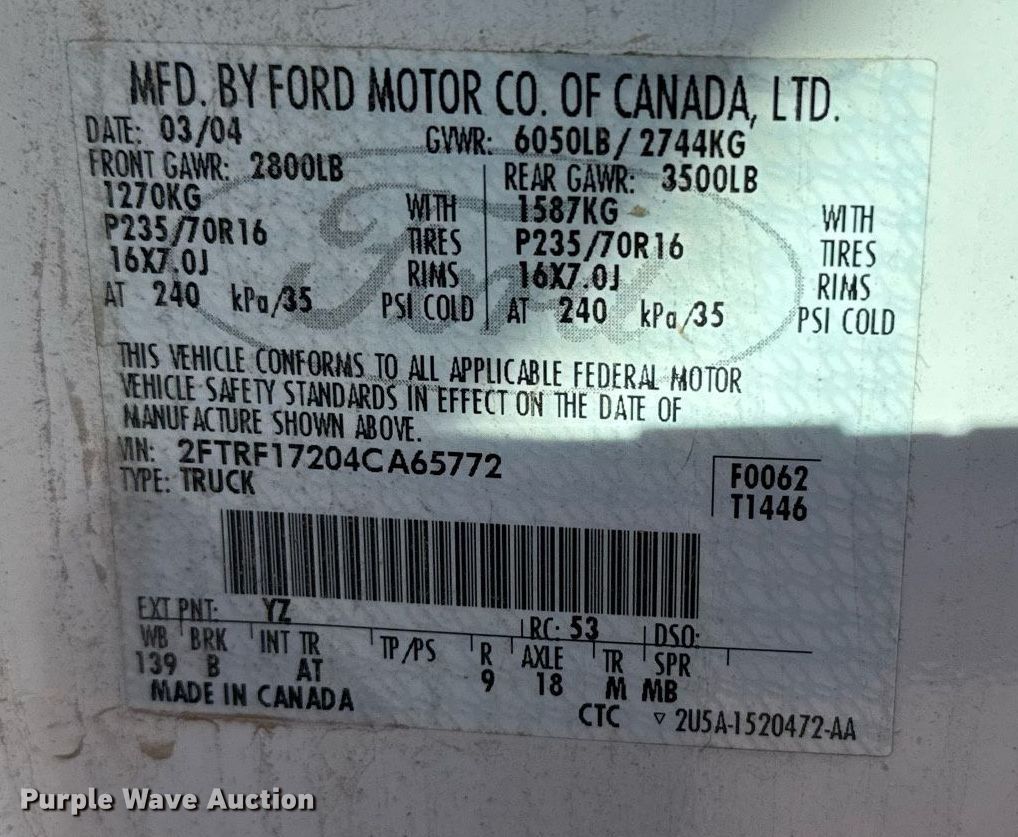 MFD. BY FORD MOTOR CO. OF CANADA, LTD.
DATE: 03/04 GVWR: 6050LB / 2744KG
FRONT GAWR: 2800LB REAR GAWR: 3500LB
1270KG WITH 1587KG WITH
P235/70R16 TIRES P235/70R16 TIRES
16X7.0J RIMS 16X7.0J RIMS
AT 240 kPa/35 PSI COLD AT 240 kPa/35 PSI COLD
Ford
THIS VEHICLE CONFORMS TO ALL APPLICABLE FEDERAL MOTOR
VEHICLE SAFETY STANDARDS IN EFFECT ON THE DATE OF
MANUFACTURE SHOWN ABOVE.
VIN: 2FTRF17204CA65772 F0062
TYPE: TRUCK T1446
EXT PNT: YZ RC: 53 DSO:
WB BRK INT TR TP/PS R AXLE TR SPR
139 B AT 9 18 M MB
MADE IN CANADA
CTC ▿ 2U5A-1520472-AA
Purple Wave Auction